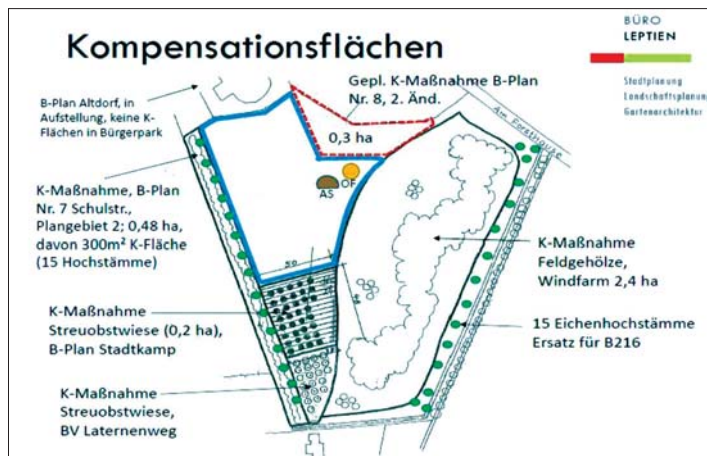 Kompensationsflächen
BÜRO
LEPTIEN
Stadtplanung
Landschaftsplanung
Gartenarchitektur
Gepl. K-Maßnahme B-Plan
Nr. 8, 2. Änd.
B-Plan Altdorf, in
Aufstellung, keine K-
Flächen in Bürgerpark
Am Forsthause
0,3 ha
OF
AS
K-Maßnahme, B-Plan
Nr. 7 Schulstr.,
Plangebiet 2; 0,48 ha,
davon 300m² K-Fläche
(15 Hochstämme)
K-Maßnahme
Feldgehölze,
Windfarm 2,4 ha
50
K-Maßnahme
Streuobstwiese (0,2 ha),
B-Plan Stadtkamp
15 Eichenhochstämme
Ersatz für B216
K-Maßnahme
Streuobstwiese,
BV Laternenweg